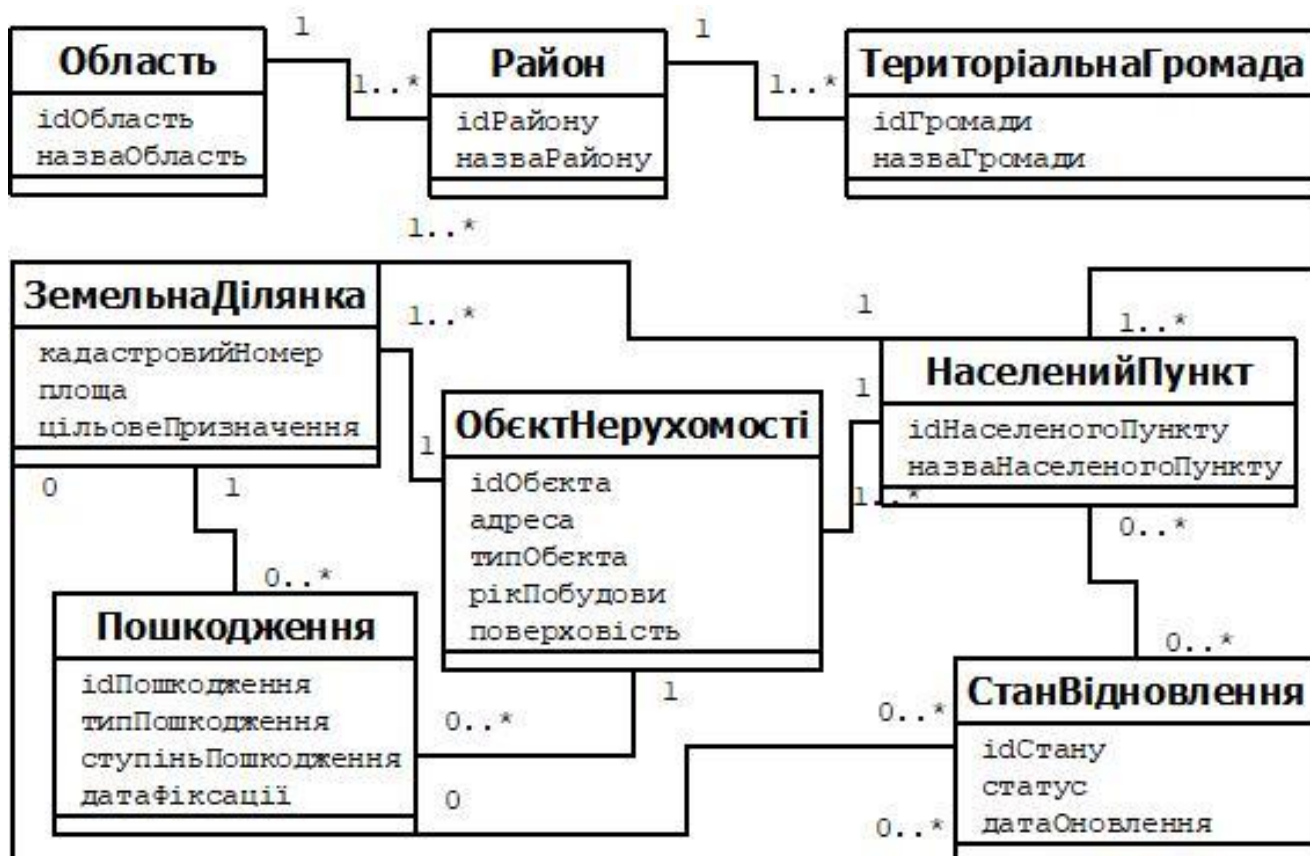 1
1
Область
Район
ТериторіальнаГромада
1..*
1..*
idОбласть
назваОбласть
idРайону
назваРайону
idГромади
назваГромади
1..*
ЗемельнаДілянка
1..*
1
1..*
кадастровийНомер
площа
цільовеПризначення
НаселенийПункт
1
ОбєктНерухомості
idНаселеногоПункту
назваНаселеногоПункту
1
0
1
idОбєкта
адреса
типОбєкта
рікПобудови
поверховість
1..*
0..*
0..*
Пошкодження
0..*
idПошкодження
типПошкодження
ступіньПошкодження
датаФіксації
1
0..*
0..*
СтанВідновлення
idСтану
статус
датаОновлення
0
0..*